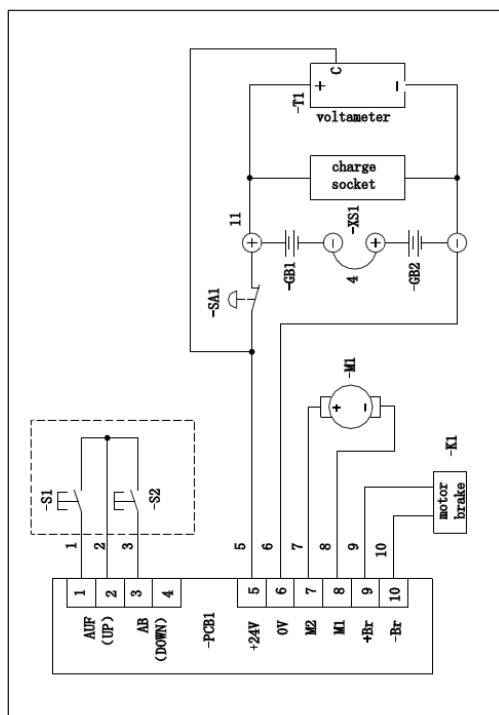 C
+ -
-T1
voltameter
charge
socket
11
-XS1
+ - + -
-GB1
4
-GB2
-SA1
-M1
+ -
-S1
-S2
-K1
motor
brake
1
2
3
5
6
7
8
9
10
1
2
3
4
5
6
7
8
9
10
AUF
(UP)
AB
(DOWN)
-PCB1
+24V
0V
M2
M1
+Br
-Br